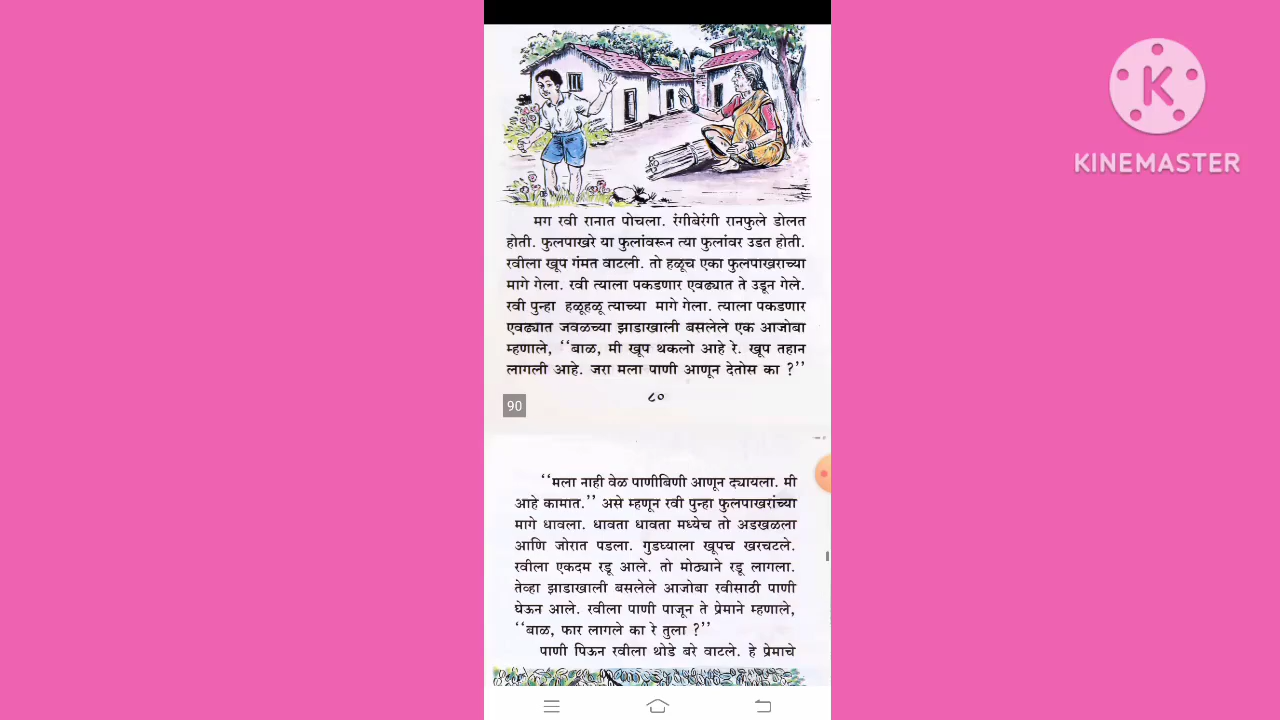 KINEMASTER
मग रवी रानात पोचला. रंगीबेरंगी रानफुले डोलत
होती. फुलपाखरे या फुलांवरून त्या फुलांवर उडत होती.
रवीला खूप गंमत वाटली. तो हळूच एका फुलपाखराच्या
मागे गेला. रवी त्याला पकडणार एवढ्यात ते उडून गेले.
रवी पुन्हा हळूहळू त्याच्या मागे गेला. त्याला पकडणार
एवढ्यात जवळच्या झाडाखाली बसलेले एक आजोबा
म्हणाले, ‘‘बाळ, मी खूप थकलो आहे रे. खूप तहान
लागली आहे. जरा मला पाणी आणून देतोस का ?’’
८०
90
‘‘मला नाही वेळ पाणीबिणी आणून द्यायला. मी
आहे कामात.’’ असे म्हणून रवी पुन्हा फुलपाखरांच्या
मागे धावला. धावता धावता मध्येच तो अडखळला
आणि जोरात पडला. गुडघ्याला खूपच खरचटले.
रवीला एकदम रडू आले. तो मोठ्याने रडू लागला.
तेव्हा झाडाखाली बसलेले आजोबा रवीसाठी पाणी
घेऊन आले. रवीला पाणी पाजून ते प्रेमाने म्हणाले,
‘‘बाळ, फार लागले का रे तुला ?’’
पाणी पिऊन रवीला थोडे बरे वाटले. हे प्रेमाचे